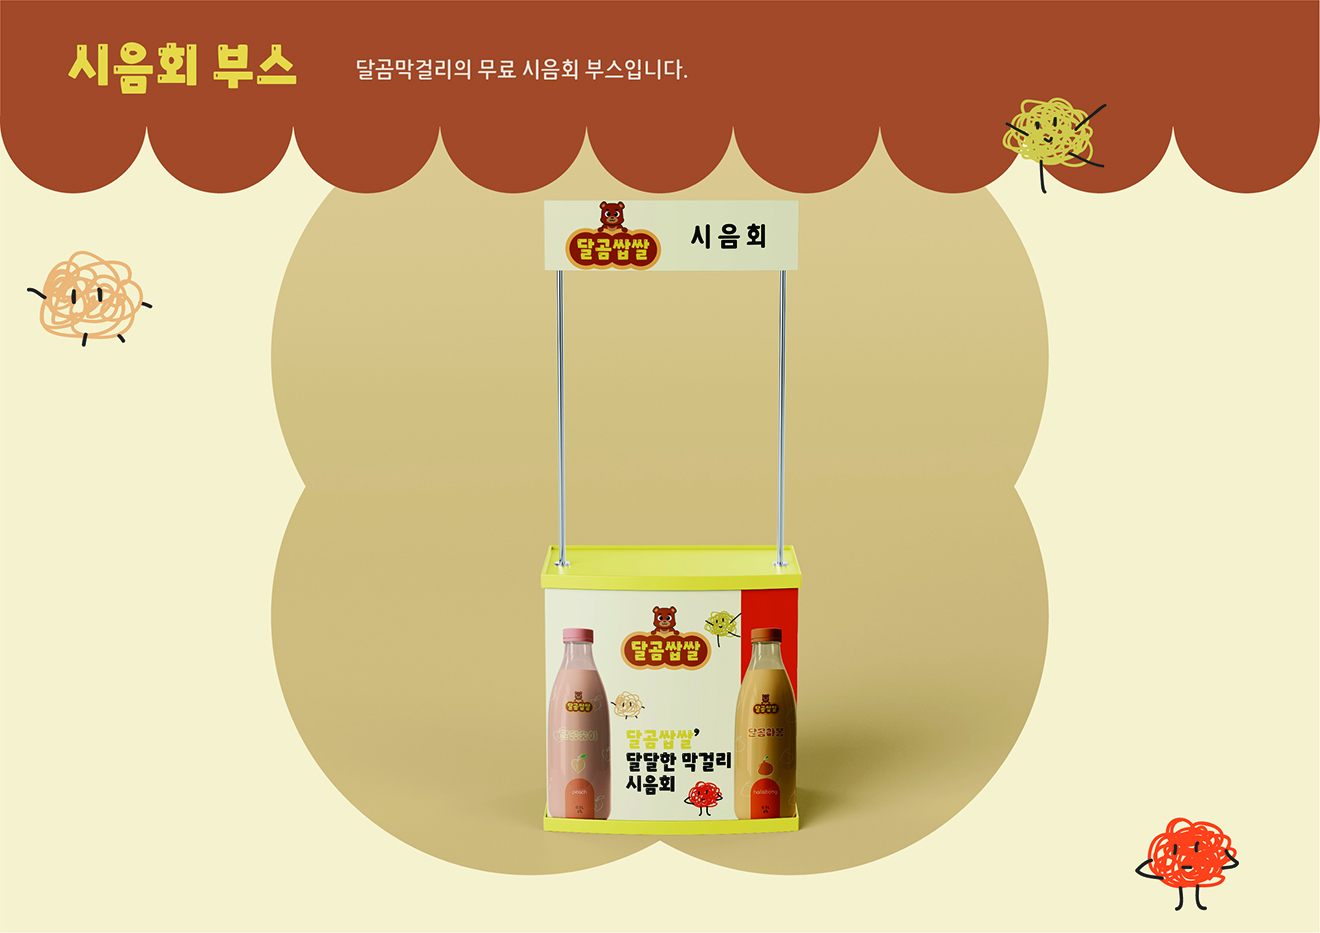 시음회 부스
달곰막걸리의 무료 시음회 부스입니다.
달곰쌉쌀
시음회
달곰쌉쌀
달곰쌉쌀
달곰쌉쌀
peach
달곰쌉쌀’
달달한 막걸리
시음회
hallabong